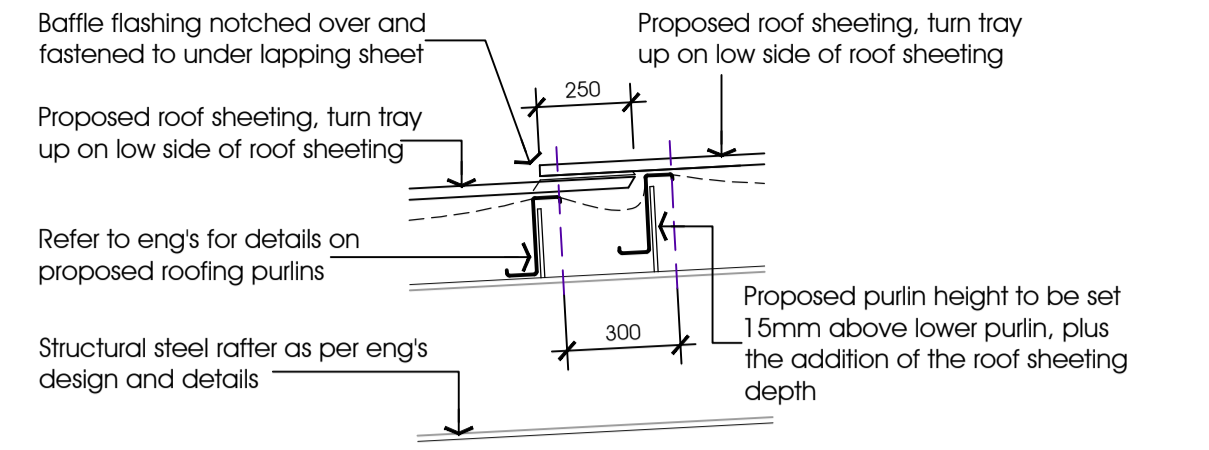 Baffle flashing notched over and
fastened to under lapping sheet
Proposed roof sheeting, turn tray
up on low side of roof sheeting
250
Proposed roof sheeting, turn tray
up on low side of roof sheeting
Refer to eng's for details on
proposed roofing purlins
Proposed purlin height to be set
15mm above lower purlin, plus
the addition of the roof sheeting
depth
300
Structural steel rafter as per eng's
design and details